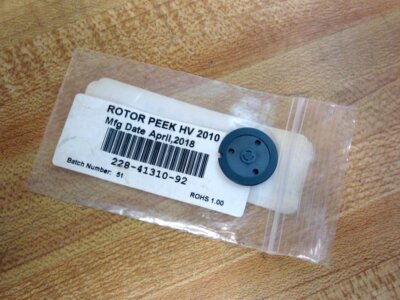 ROTOR PEEK HV 2010
Mfg Date April,2018
228-41310-92
Batch Number: 51
ROHS 1.00